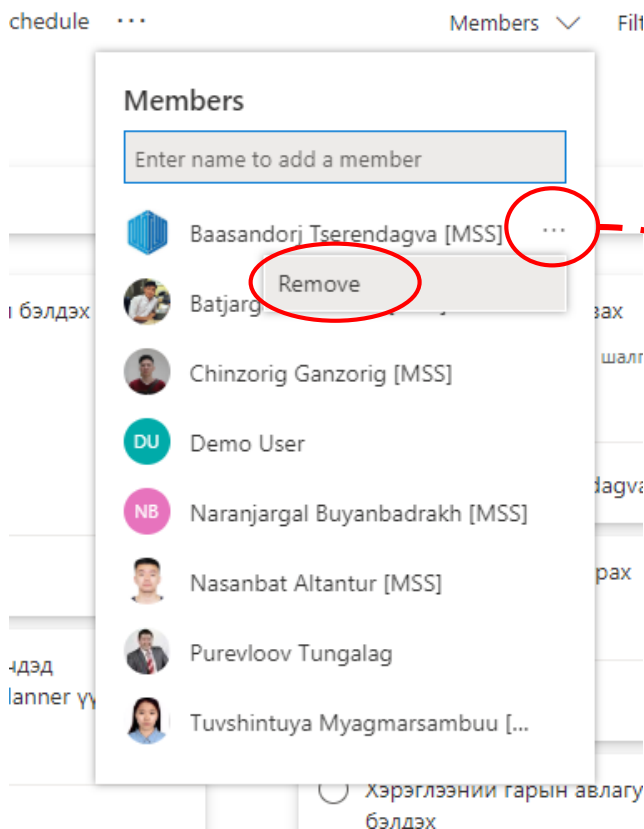 chedule ...
Members
Filt
Members
Enter name to add a member
Baasandorj Tserendagva [MSS] ...
Remove
Batjarg
Chinzorig Ganzorig [MSS]
DU Demo User
NB Naranjargal Buyanbadrakh [MSS]
Nasanbat Altantur [MSS]
Purevloov Tungalag
Tuvshintuya Myagmarsambuu [...
бэлдэх
вах
шалг
dagva
рах
чдэд
lanner үү
Хэрэглээний гарын авлагу
бэлдэх